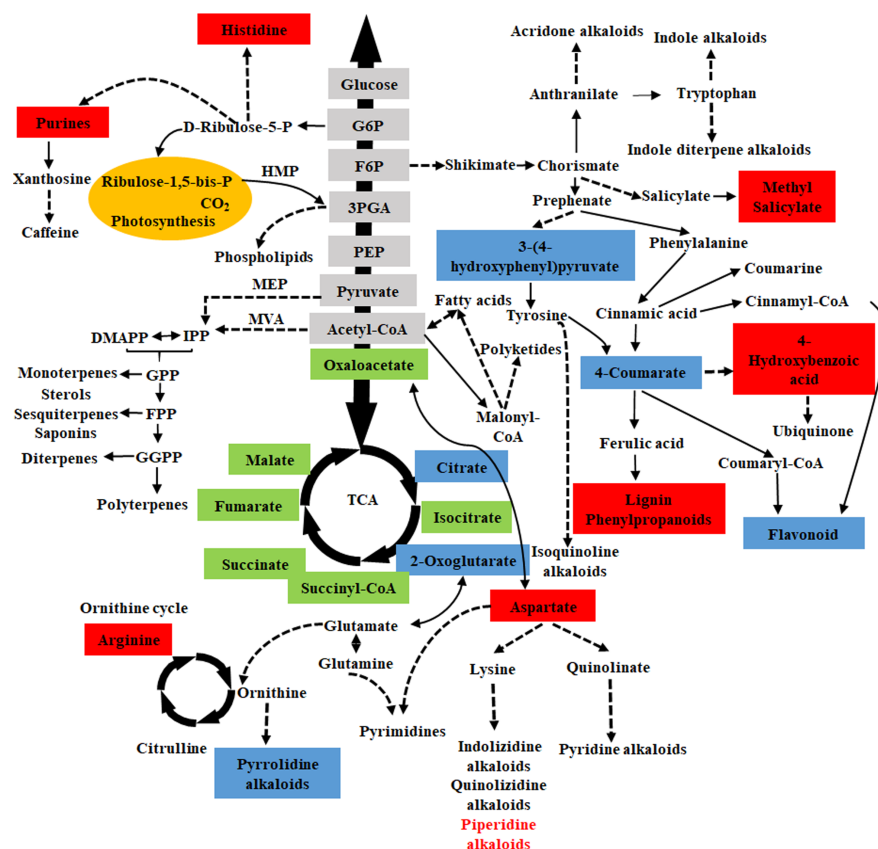 Histidine
Acridone alkaloids
Indole alkaloids
Glucose
Anthranilate
Tryptophan
Purines
D-Ribulose-5-P
G6P
Indole diterpene alkaloids
Xanthosine
HMP
F6P
Shikimate
Chorismate
Ribulose-1,5-bis-P
CO2
Photosynthesis
3PGA
Prephenate
Salicylate
Methyl
Salicylate
Caffeine
Phospholipids
PEP
3-(4-
hydroxyphenyl)pyruvate
Phenylalanine
Coumarine
MEP
Pyruvate
Fatty acids
Tyrosine
Cinnamic acid
Cinnamyl-CoA
DMAPP
IPP
MVA
Acetyl-CoA
Polyketides
4-
Hydroxybenzoic
acid
Oxaloacetate
4-Coumarate
Monoterpenes
GPP
Sterols
Sesquiterpenes
FPP
Saponins
Malonyl-
CoA
Ubiquinone
Ferulic acid
Diterpenes
GGPP
Malate
Citrate
Coumaryl-CoA
Polyterpenes
TCA
Fumarate
Isocitrate
Lignin
Phenylpropanoids
Flavonoid
Succinate
2-Oxoglutarate
Isoquinoline
alkaloids
Succinyl-CoA
Ornithine cycle
Aspartate
Arginine
Glutamate
Glutamine
Lysine
Quinolinate
Ornithine
Citrulline
Pyrimidines
Pyrrolidine
alkaloids
Indolizidine
alkaloids
Quinolizidine
alkaloids
Piperidine
alkaloids
Pyridine alkaloids